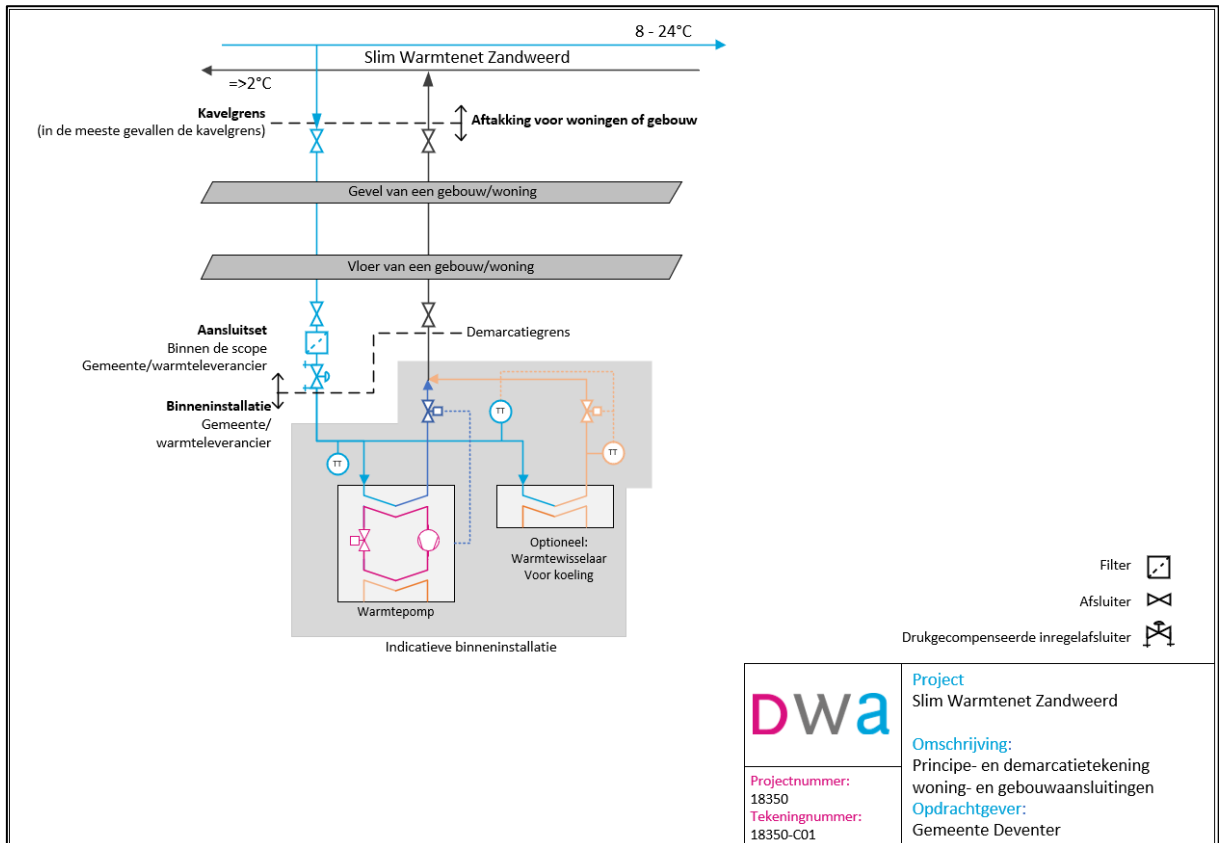 8 - 24°C
Slim Warmtenet Zandweerd
=>2°C
Kavelgrens
(in de meeste gevallen de kavelgrens)
Aftakking voor woningen of gebouw
Gevel van een gebouw/woning
Vloer van een gebouw/woning
Aansluitset
Binnen de scope
Gemeente/warmteleverancier
Demarcatiegrens
Binneninstallatie
Gemeente/
warmteleverancier
TT
TT
TT
Optioneel:
Warmtewisselaar
Voor koeling
Warmtepomp
Indicatieve binneninstallatie
Filter
Afsluiter
Drukgecompenseerde inregelafsluiter
DWa
Projectnummer:
18350
Tekeningnummer:
18350-C01
Project
Slim Warmtenet Zandweerd
Omschrijving:
Principe- en demarcatietekening
woning- en gebouwaansluitingen
Opdrachtgever:
Gemeente Deventer